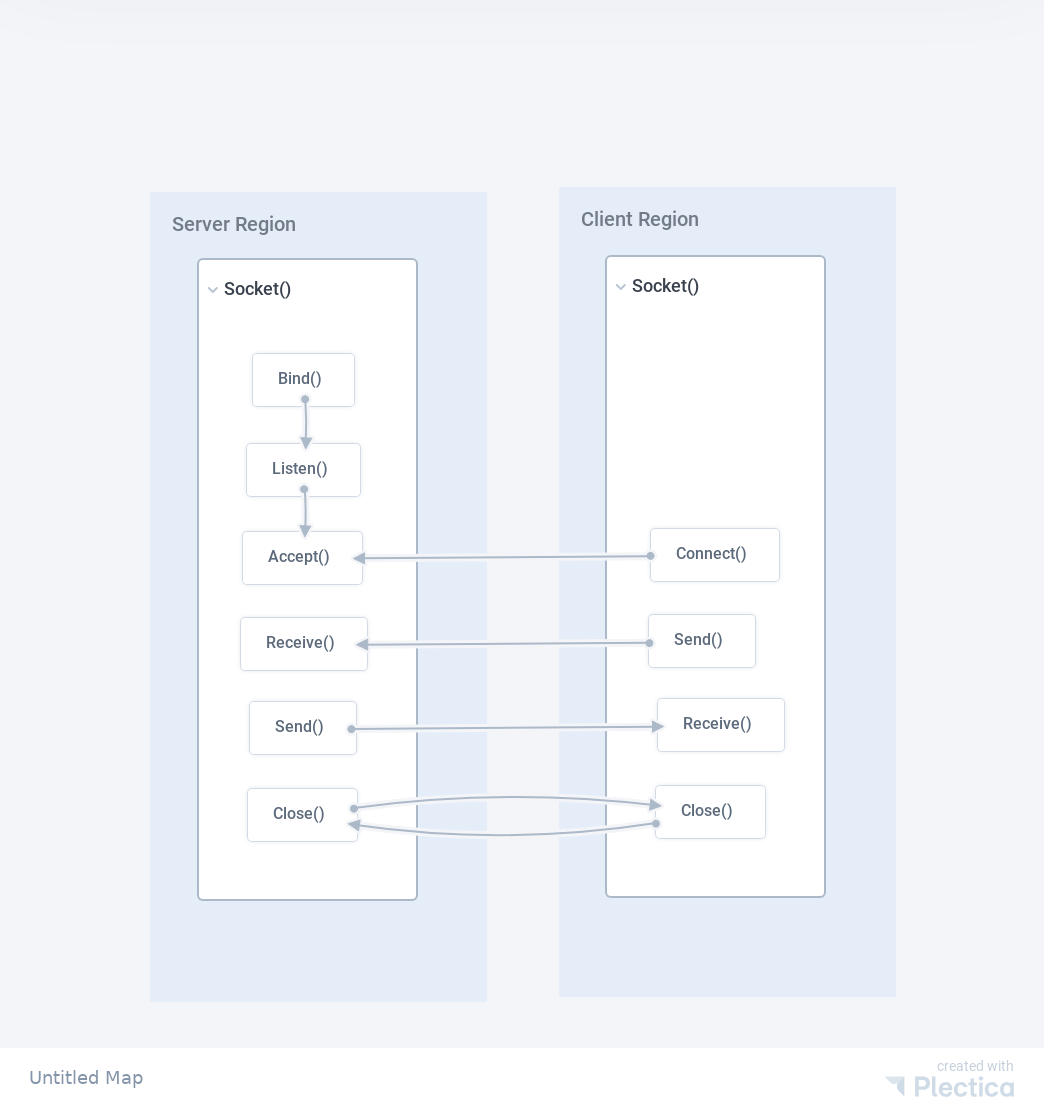 Server Region
Socket()
Bind()
Listen()
Accept()
Receive()
Send()
Close()
Client Region
Socket()
Connect()
Send()
Receive()
Close()
Untitled Map
created with
Plectica